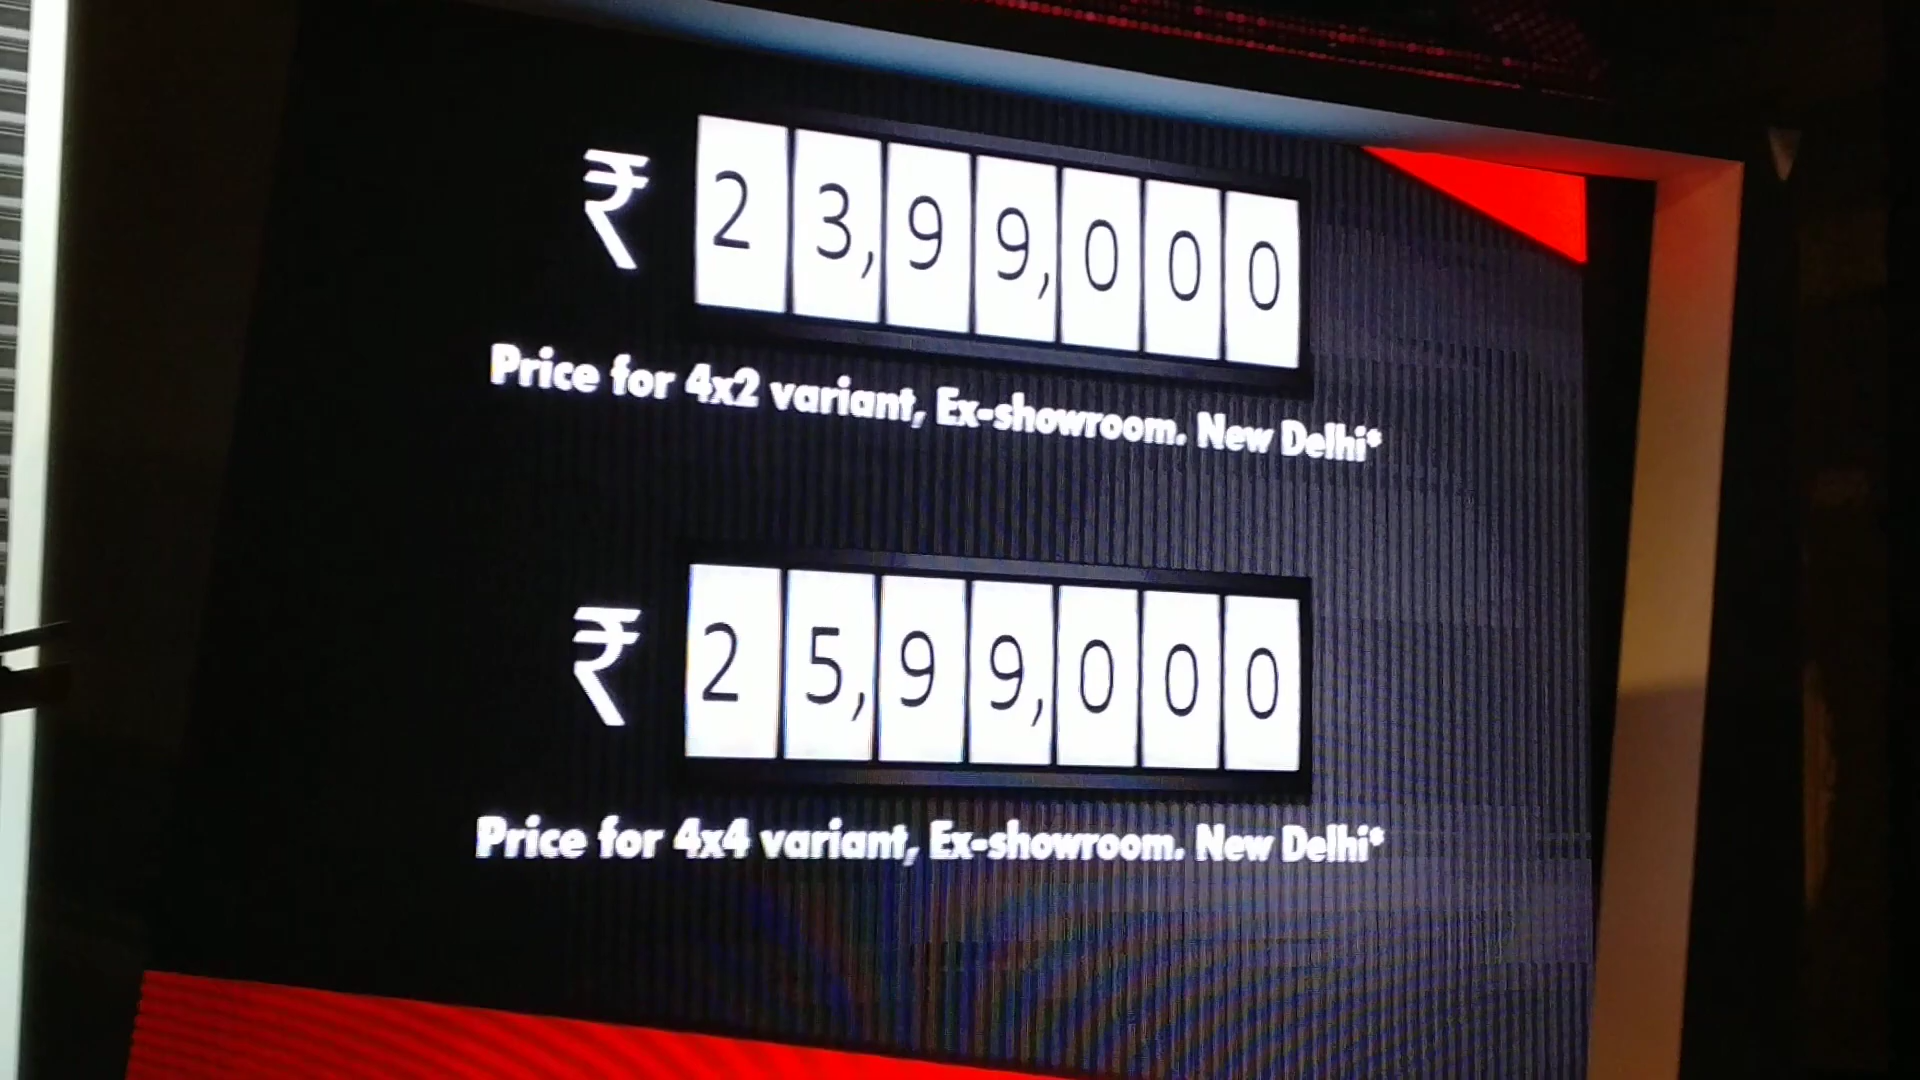 ₹ 23,99,000
Price for 4x2 variant, Ex-showroom. New Delhi*
₹ 25,99,000
Price for 4x4 variant, Ex-showroom. New Delhi*